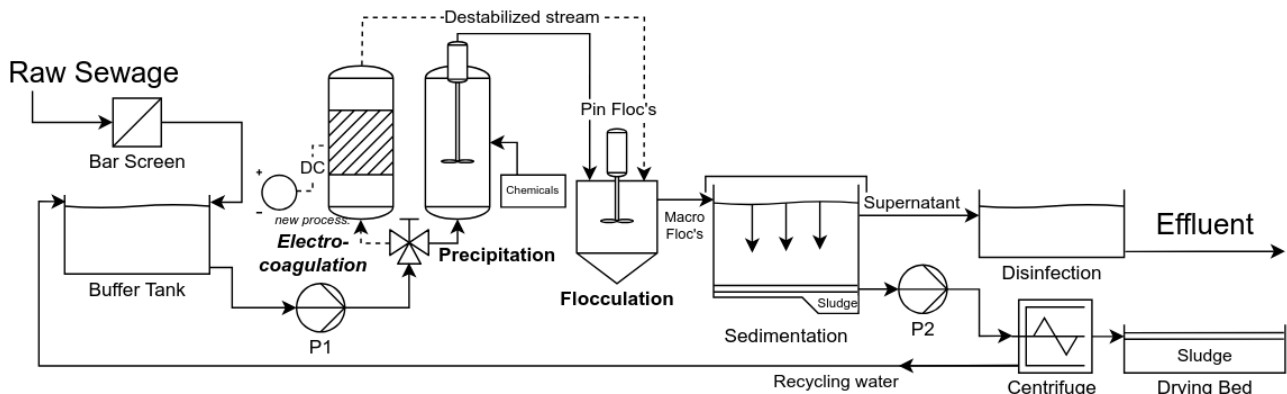 Destabilized stream
Raw Sewage
Pin Floc's
Bar Screen
DC
Chemicals
+
−
new process.
Electro-
coagulation
Precipitation
Macro
Floc's
Supernatant
Effluent
Buffer Tank
Flocculation
Disinfection
Sludge
P1
Sedimentation
P2
Sludge
Recycling water
Centrifuge
Drying Bed